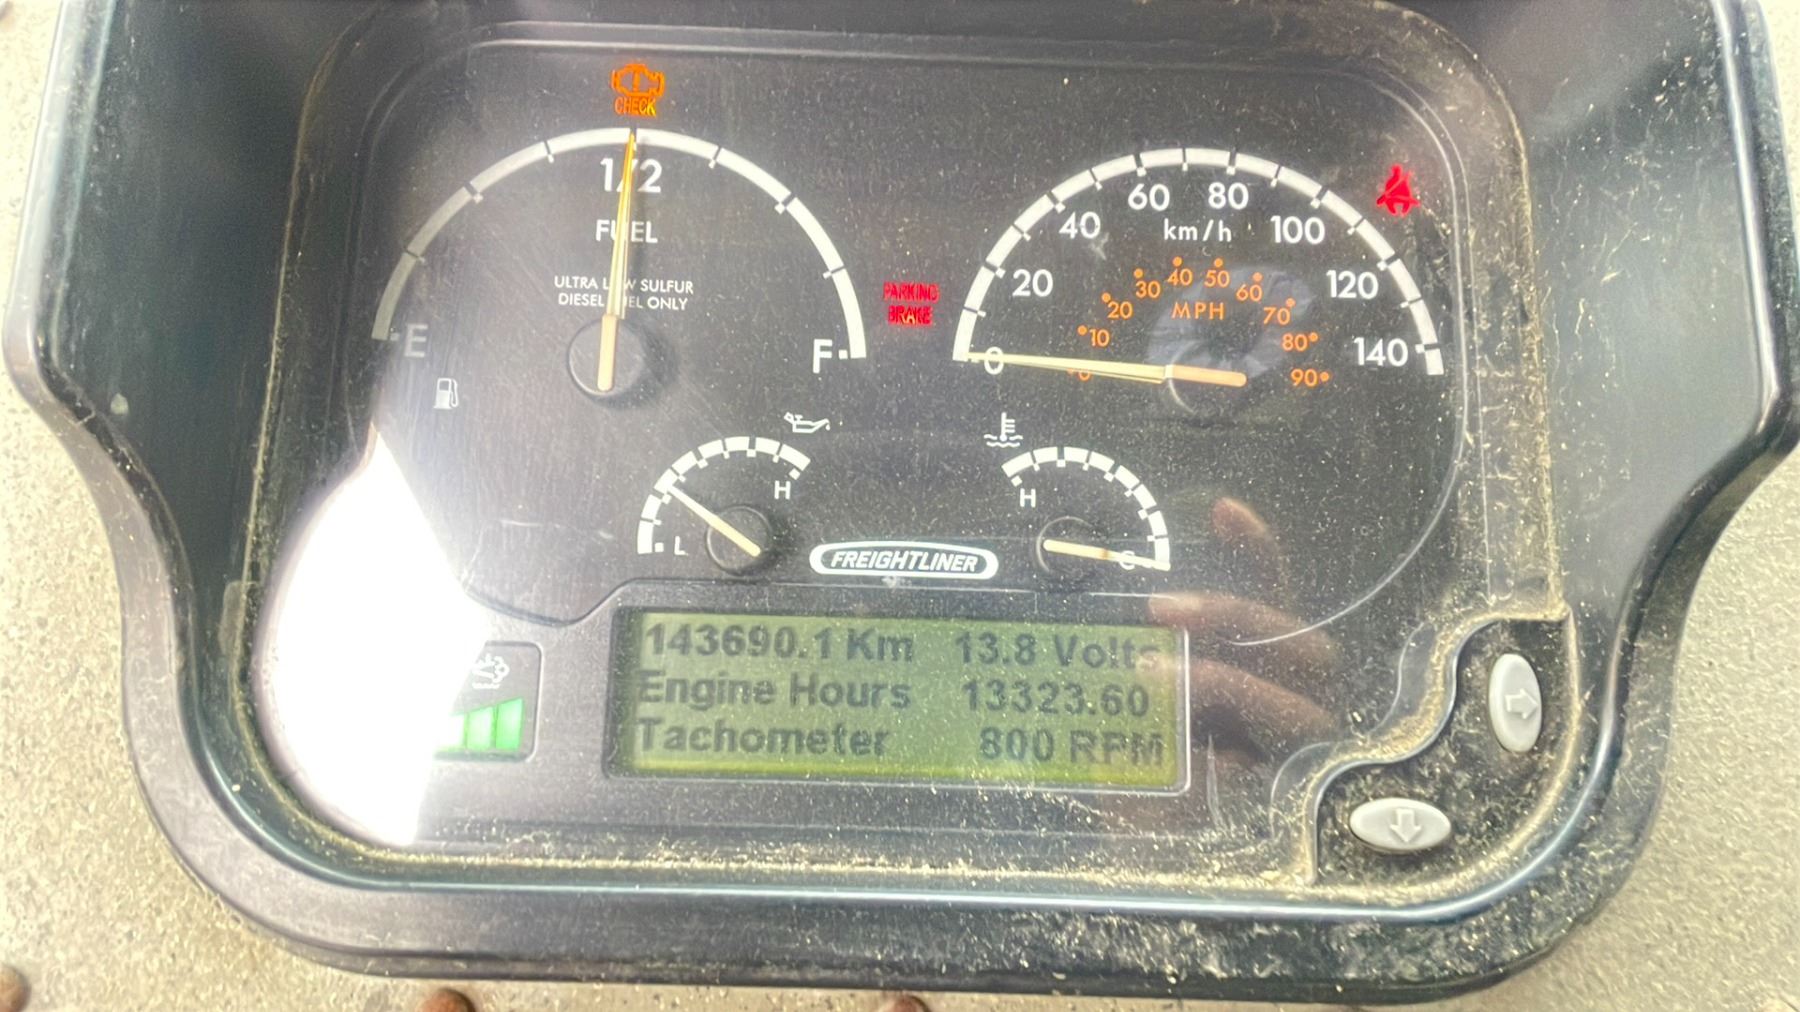 CHECK
1/2
FUEL
ULTRA LOW SULFUR
DIESEL FUEL ONLY
E
F
PARKING
BRAKE
0 20 40 60 80 100 120 140
km/h
0 10 20 30 40 50 60 70 80 90
MPH
L H
H C
FREIGHTLINER
143690.1 Km 13.8 Volts
Engine Hours 13323.60
Tachometer 800 RPM